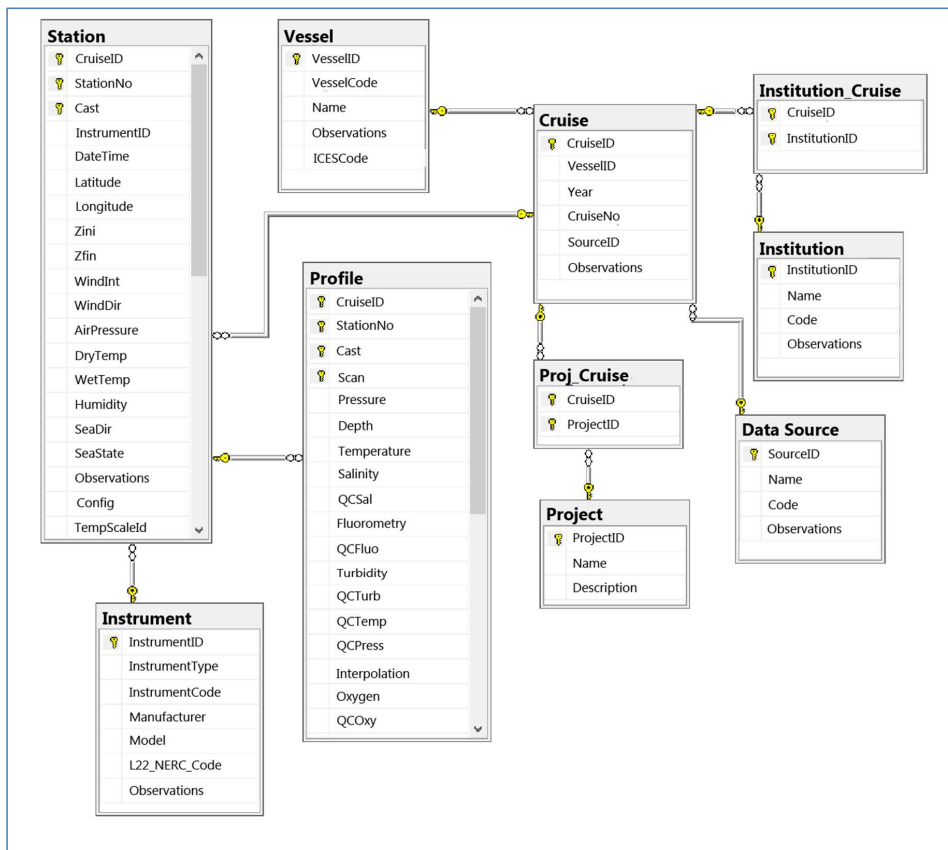 Station
CruiseID
StationNo
Cast
InstrumentID
DateTime
Latitude
Longitude
Zini
Zfin
WindInt
WindDir
AirPressure
DryTemp
WetTemp
Humidity
SeaDir
SeaState
Observations
Config
TempScaleId
Vessel
VesselID
VesselCode
Name
Observations
ICESCode
Cruise
CruiseID
VesselID
Year
CruiseNo
SourceID
Observations
Institution_Cruise
CruiseID
InstitutionID
Institution
InstitutionID
Name
Code
Observations
Profile
CruiseID
StationNo
Cast
Scan
Pressure
Depth
Temperature
Salinity
QCSal
Fluorometry
QCFluo
Turbidity
QCTurb
QCTemp
QCPress
Interpolation
Oxygen
QCOxy
Proj_Cruise
CruiseID
ProjectID
Data Source
SourceID
Name
Code
Observations
Project
ProjectID
Name
Description
Instrument
InstrumentID
InstrumentType
InstrumentCode
Manufacturer
Model
L22_NERC_Code
Observations